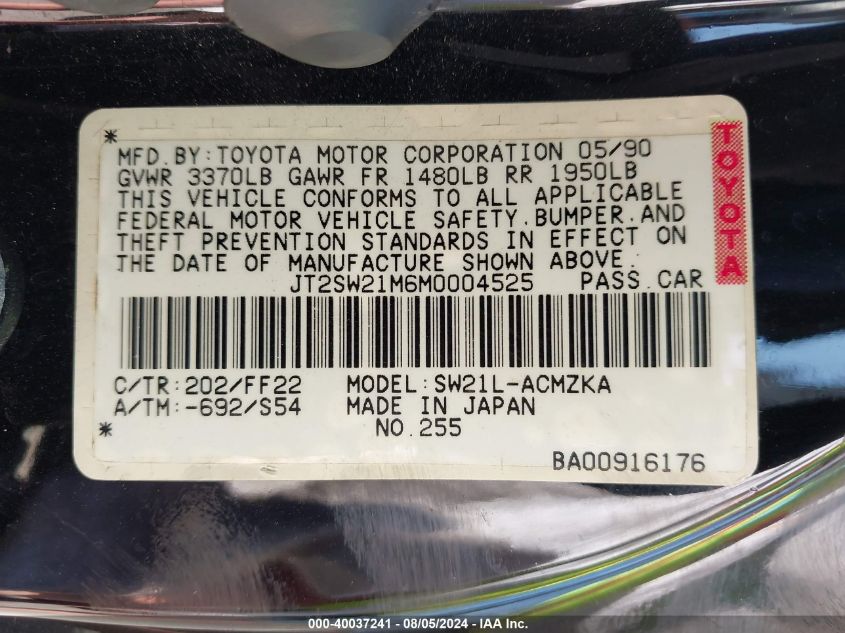 *
MFD.BY:TOYOTA MOTOR CORPORATION 05/90
GVWR 3370LB GAWR FR 1480LB RR 1950LB
THIS VEHICLE CONFORMS TO ALL APPLICABLE
FEDERAL MOTOR VEHICLE SAFETY.BUMPER.AND
THEFT PREVENTION STANDARDS IN EFFECT ON
THE DATE OF MANUFACTURE SHOWN ABOVE.
JT2SW21M6M0004525 PASS.CAR
TOYOTA
C/TR:202/FF22 MODEL:SW21L-ACMZKA
A/TM:-692/S54 MADE IN JAPAN
* NO.255
BA00916176
000-40037241 - 08/05/2024 - IAA Inc.